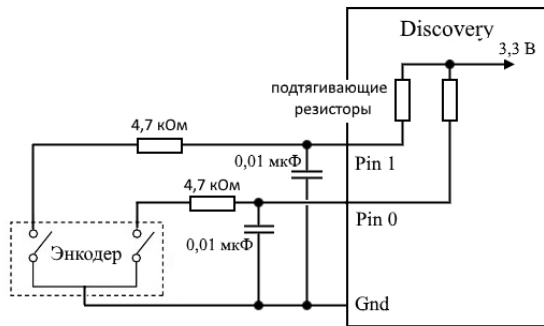 Discovery
3,3 В
подтягивающие
резисторы
4,7 кОм
0,01 мкФ
Pin 1
4,7 кОм
Pin 0
0,01 мкФ
Энкодер
Gnd